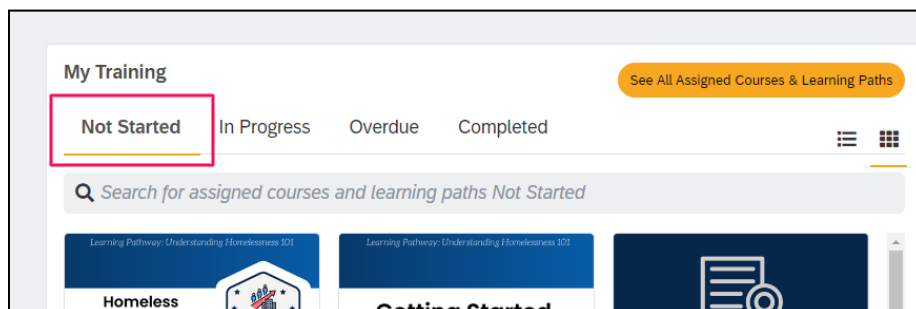 My Training
See All Assigned Courses & Learning Paths
Not Started
In Progress
Overdue
Completed
Search for assigned courses and learning paths Not Started
Learning Pathway: Understanding Homelessness 101
Learning Pathway: Understanding Homelessness 101
Homeless
Getting Started